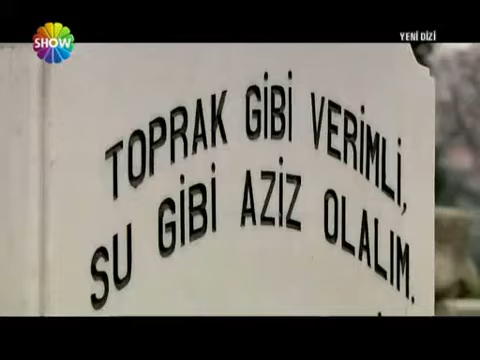 SHOW
YENİ DİZİ
TOPRAK GİBİ VERİMLİ,
SU GİBİ AZİZ OLALIM.